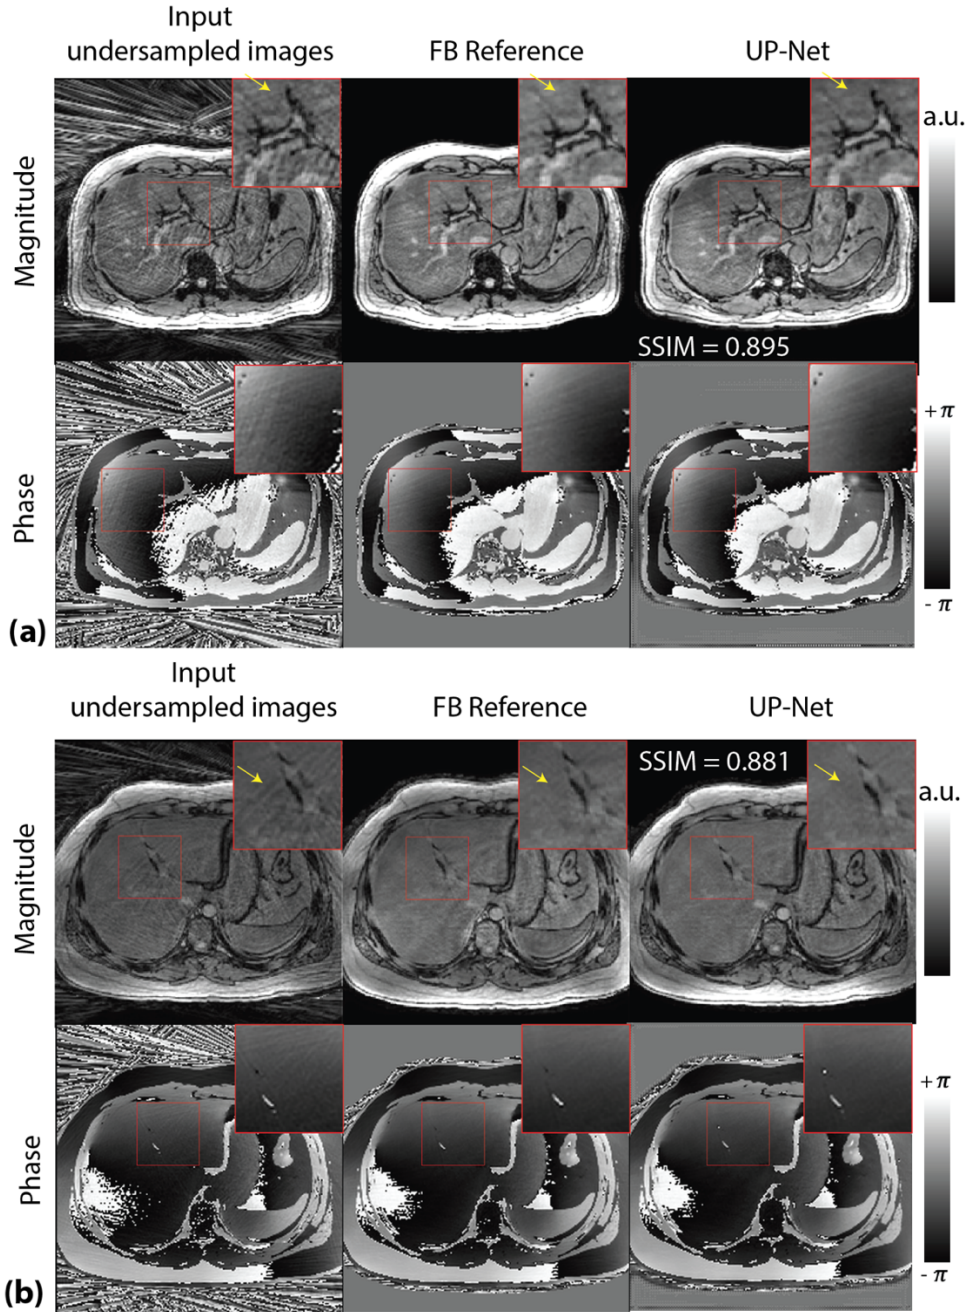 Input
undersampled images
FB Reference
UP-Net
a.u.
Magnitude
SSIM = 0.895
Phase
+ π
- π
(a)
Input
undersampled images
FB Reference
UP-Net
SSIM = 0.881
a.u.
Magnitude
Phase
+ π
- π
(b)